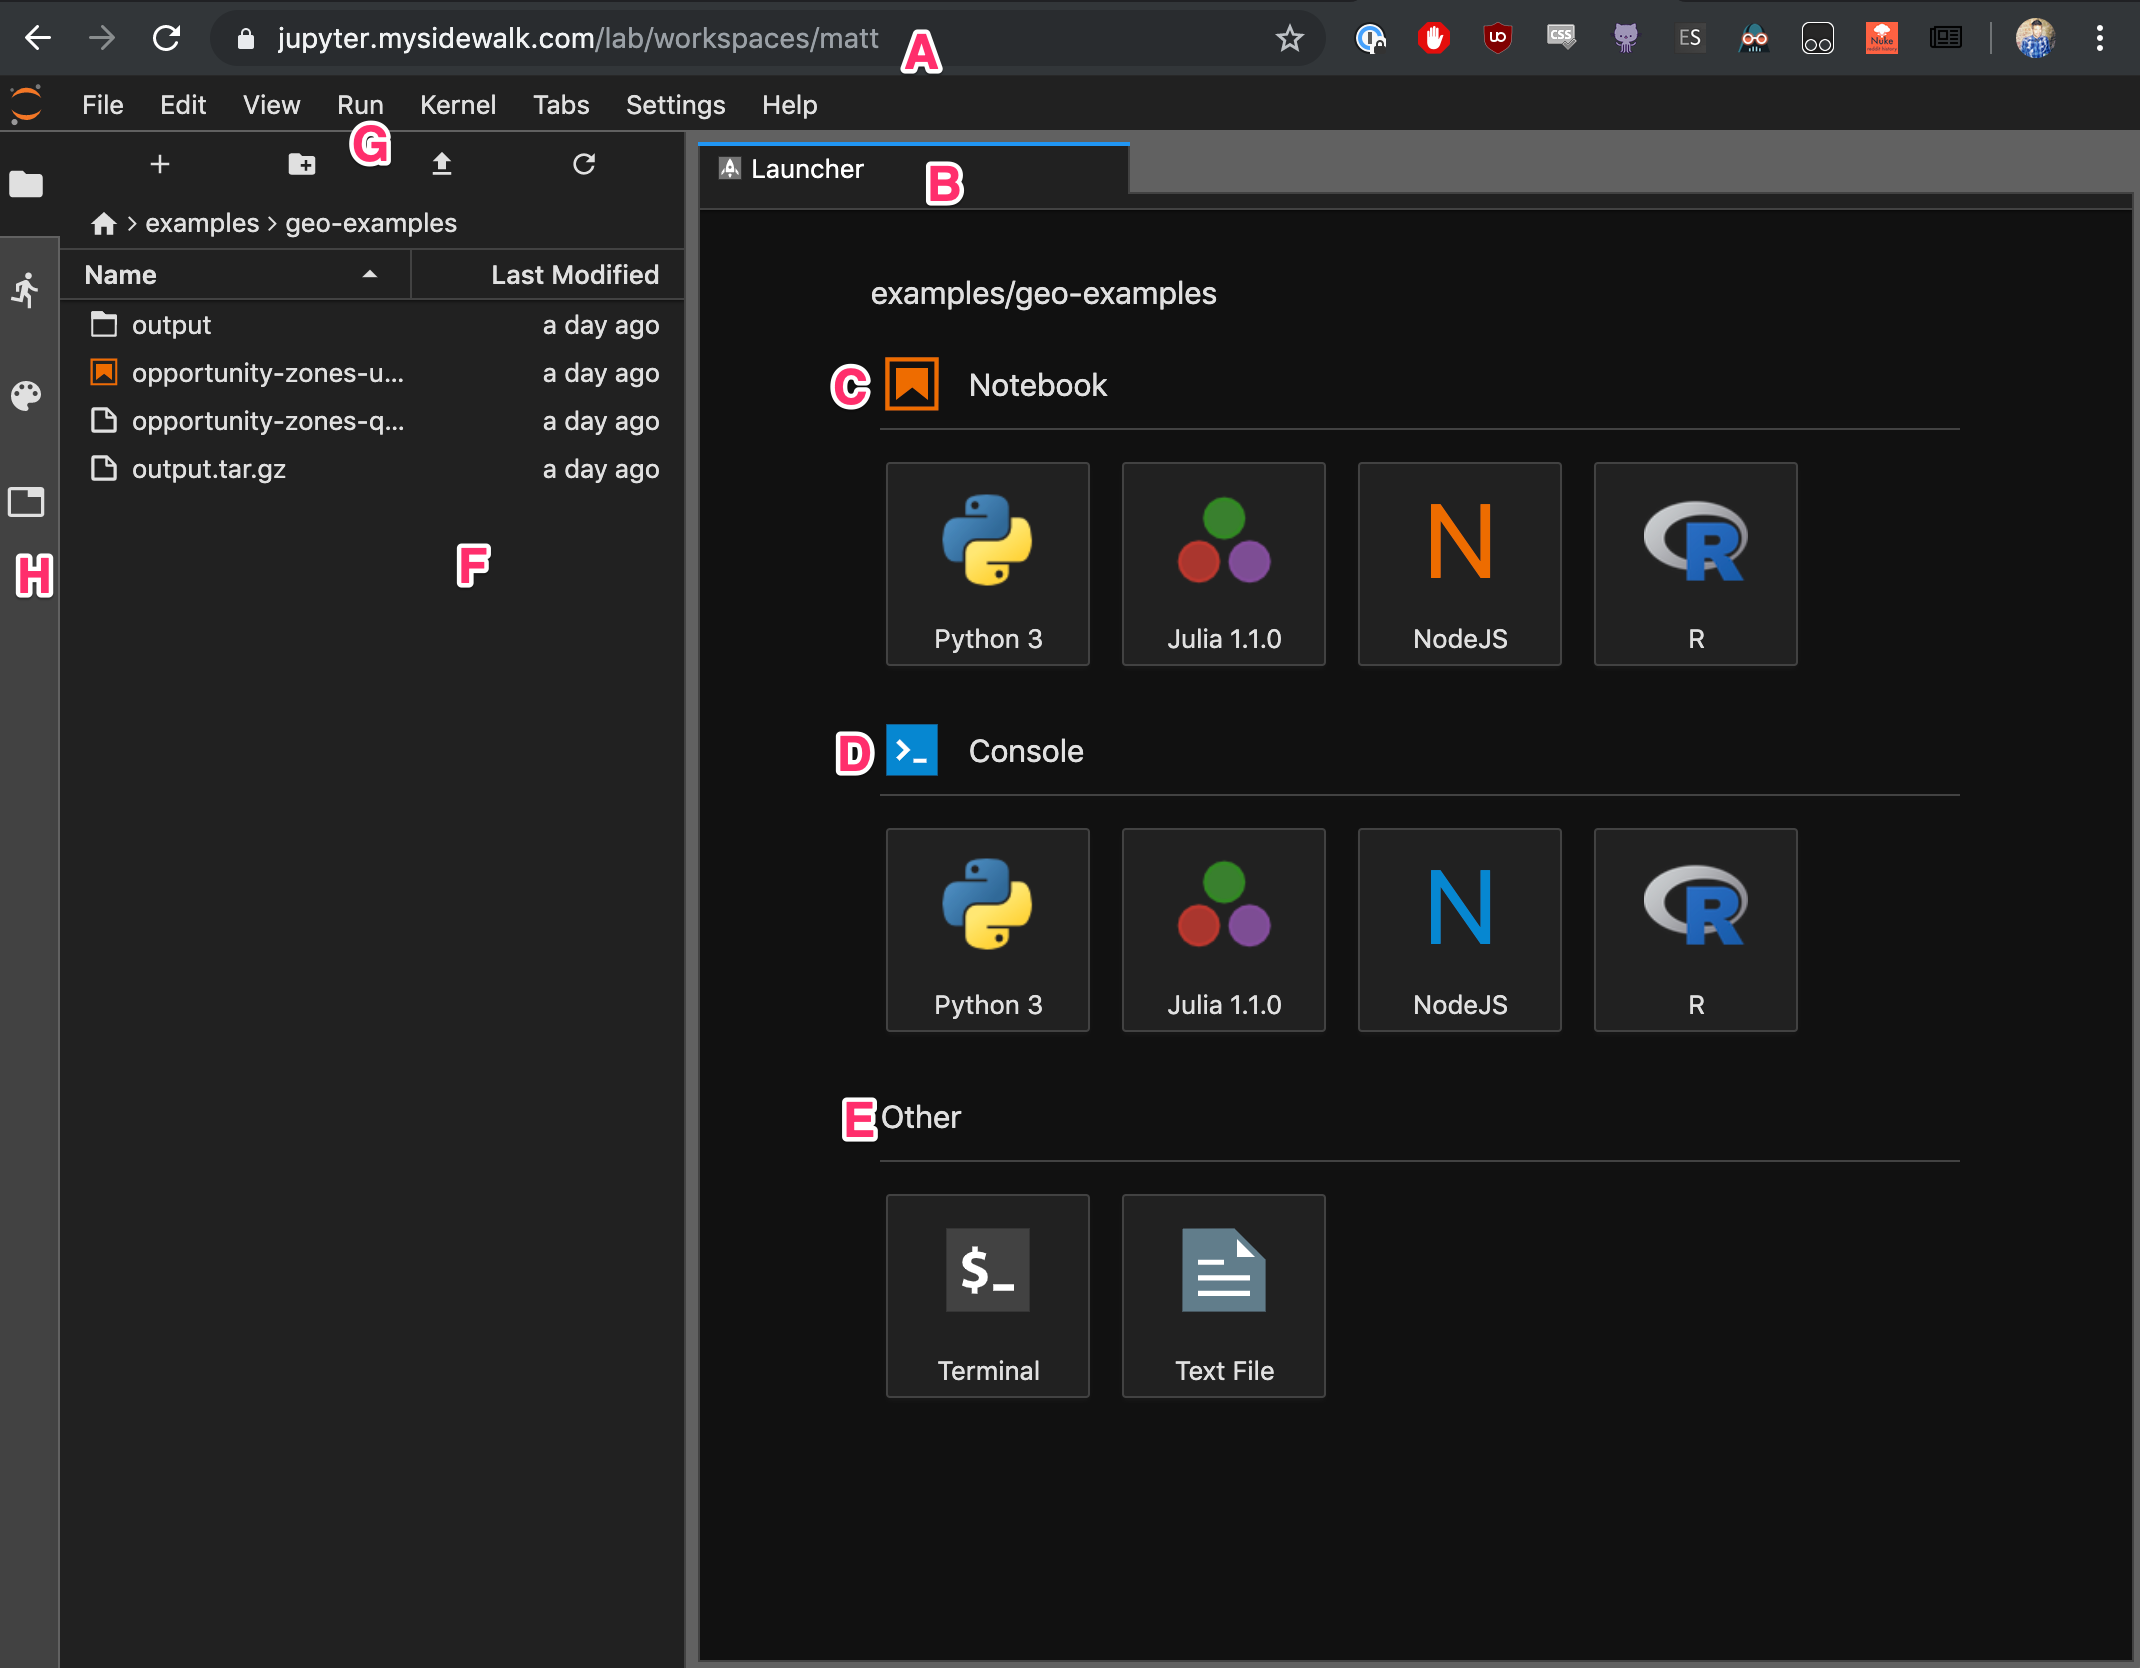 jupyter.mysidewalk.com/lab/workspaces/matt
A
UD
CSS
ES
Nuke
File Edit View Run Kernel Tabs Settings Help
G
examples > geo-examples
Name Last Modified
output a day ago
opportunity-zones-u... a day ago
opportunity-zones-q... a day ago
output.tar.gz a day ago
H
F
Launcher
B
examples/geo-examples
C
Notebook
Python 3 Julia 1.1.0 NodeJS R
D
Console
Python 3 Julia 1.1.0 NodeJS R
E
Other
$_
Terminal Text File